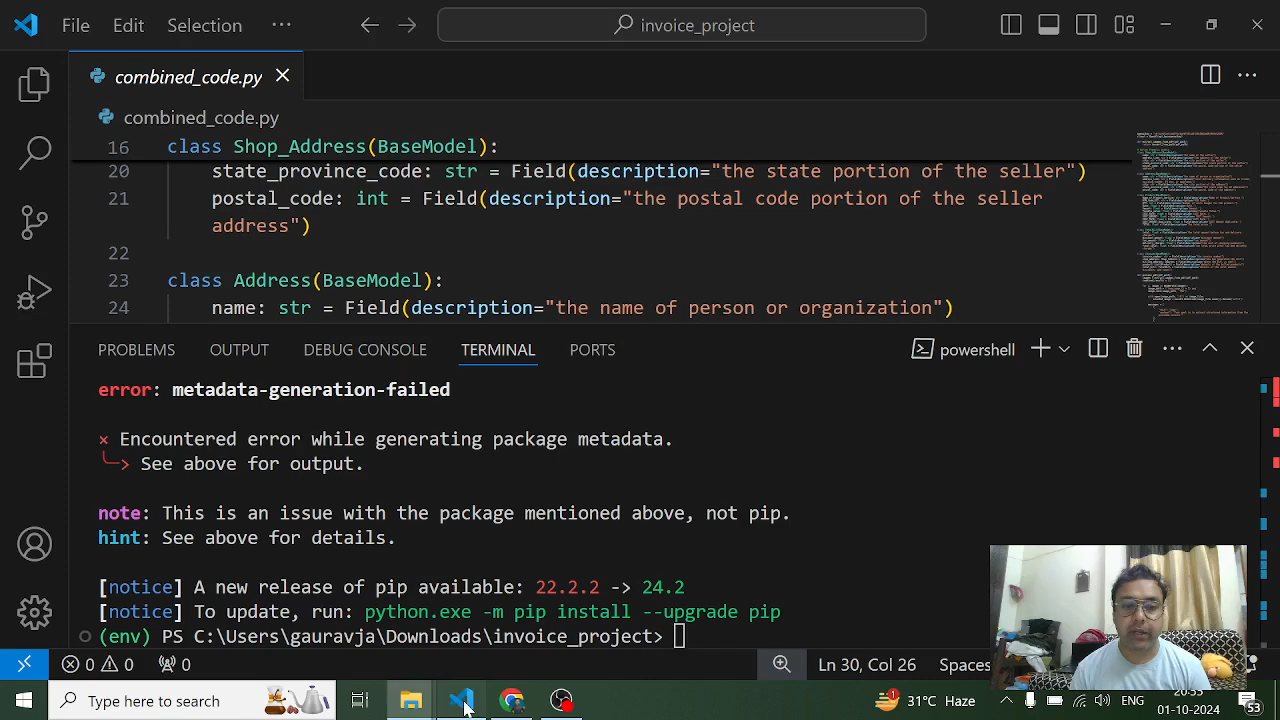 File Edit Selection ··· invoice_project
combined_code.py
combined_code.py
16 class Shop_Address(BaseModel):
20 state_province_code: str = Field(description="the state portion of the seller")
21 postal_code: int = Field(description="the postal code portion of the seller
address")
22
23 class Address(BaseModel):
24 name: str = Field(description="the name of person or organization")
PROBLEMS OUTPUT DEBUG CONSOLE TERMINAL PORTS powershell
error: metadata-generation-failed
× Encountered error while generating package metadata.
╰─> See above for output.
note: This is an issue with the package mentioned above, not pip.
hint: See above for details.
[notice] A new release of pip available: 22.2.2 -> 24.2
[notice] To update, run: python.exe -m pip install --upgrade pip
(env) PS C:\Users\gauravja\Downloads\invoice_project>
0 0 0 Ln 30, Col 26 Spaces
Type here to search 1 31°C Haze ENG 20:55
01-10-2024 53